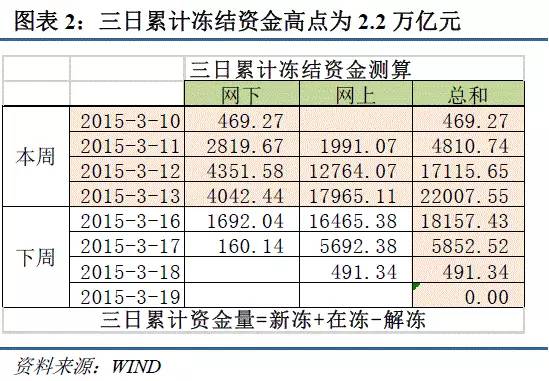 图表 2：三日累计冻结资金高点为 2.2 万亿元
三日累计冻结资金测算
网下 网上 总和
本周
2015-3-10 469.27 469.27
2015-3-11 2819.67 1991.07 4810.74
2015-3-12 4351.58 12764.07 17115.65
2015-3-13 4042.44 17965.11 22007.55
下周
2015-3-16 1692.04 16465.38 18157.43
2015-3-17 160.14 5692.38 5852.52
2015-3-18 491.34 491.34
2015-3-19 0.00
三日累计资金量=新冻+在冻-解冻
资料来源：WIND